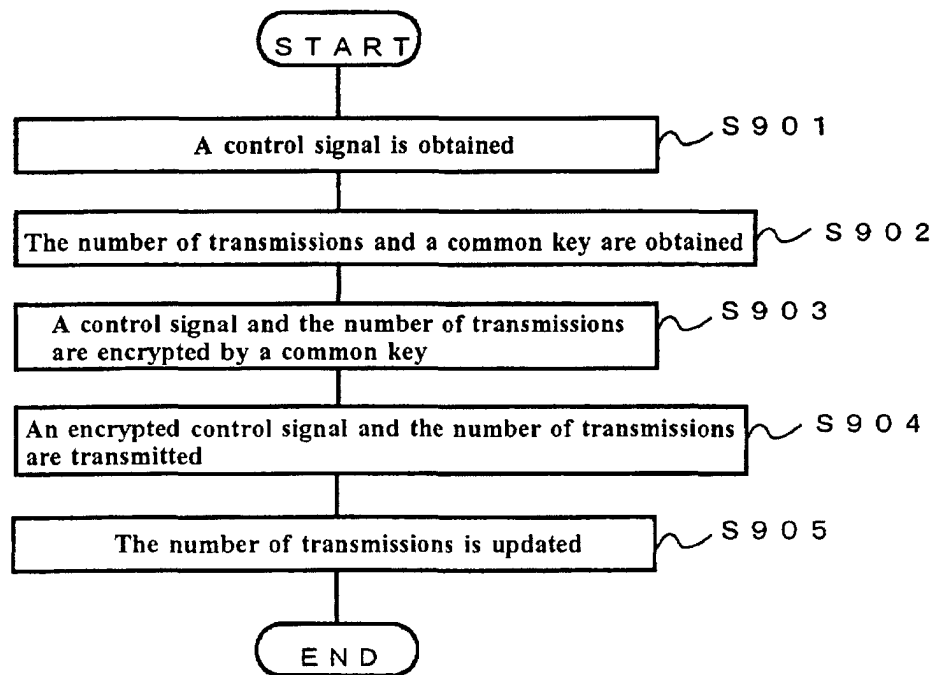 START
A control signal is obtained
S901
The number of transmissions and a common key are obtained
S902
A control signal and the number of transmissions
are encrypted by a common key
S903
An encrypted control signal and the number of transmissions
are transmitted
S904
The number of transmissions is updated
S905
END